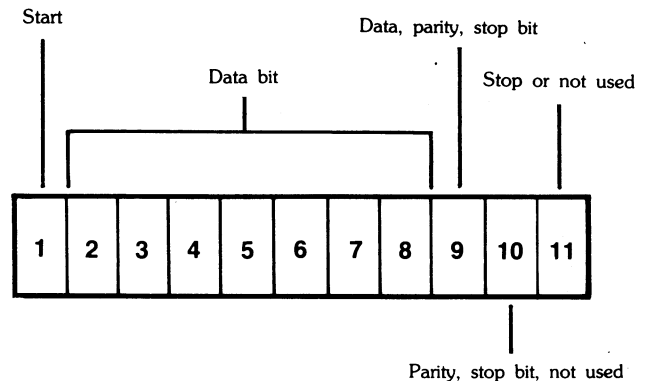 Start
Data, parity, stop bit
Data bit
Stop or not used
1 2 3 4 5 6 7 8 9 10 11
Parity, stop bit, not used